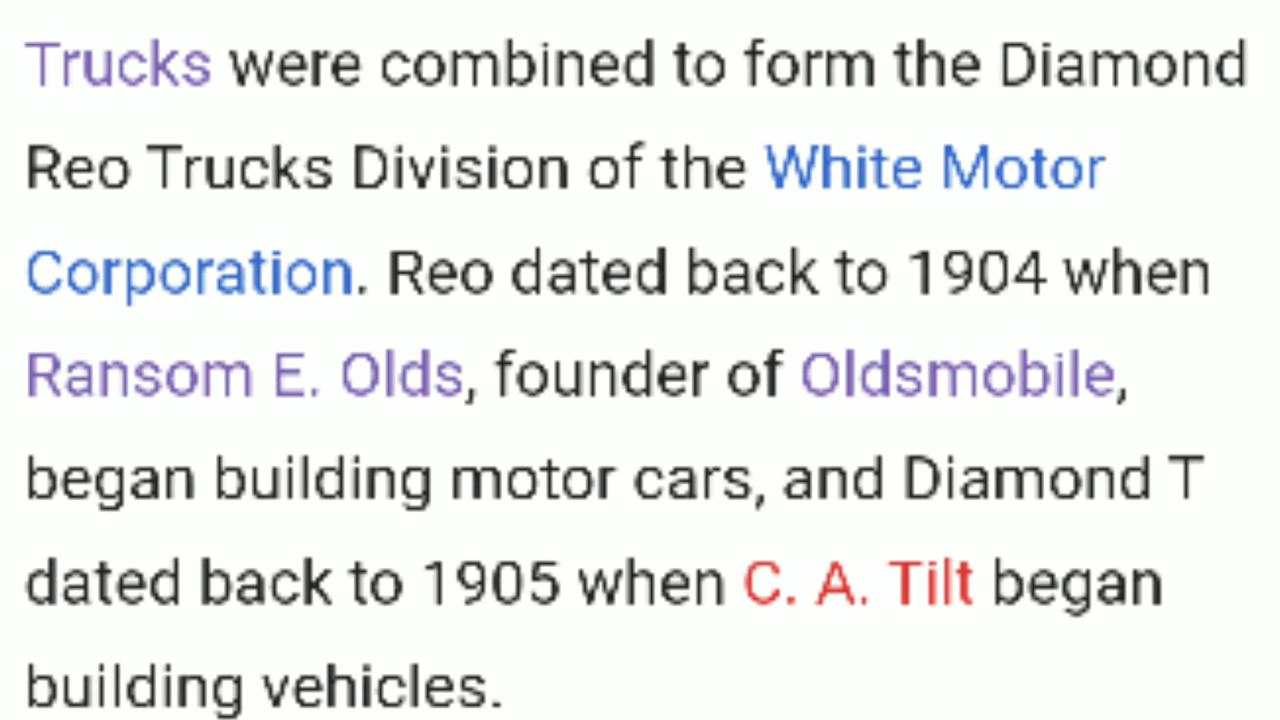 Trucks were combined to form the Diamond
Reo Trucks Division of the White Motor
Corporation. Reo dated back to 1904 when
Ransom E. Olds, founder of Oldsmobile,
began building motor cars, and Diamond T
dated back to 1905 when C. A. Tilt began
building vehicles.